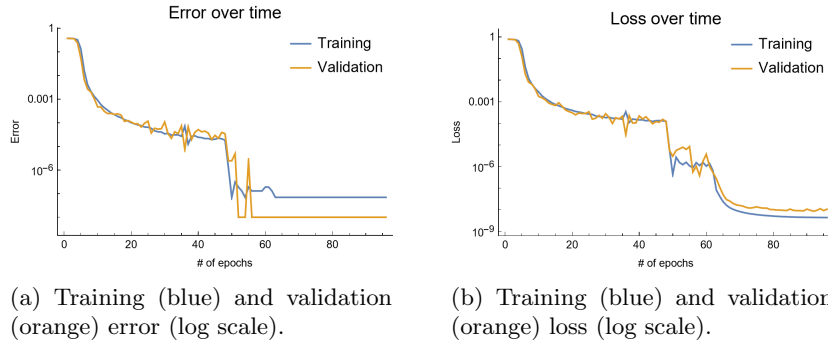 Error over time
1
0.001
10^-6
Error
0 20 40 60 80
# of epochs
Training
Validation
(a) Training (blue) and validation
(orange) error (log scale).
Loss over time
1
0.001
10^-6
10^-9
Loss
0 20 40 60 80
# of epochs
Training
Validation
(b) Training (blue) and validation
(orange) loss (log scale).